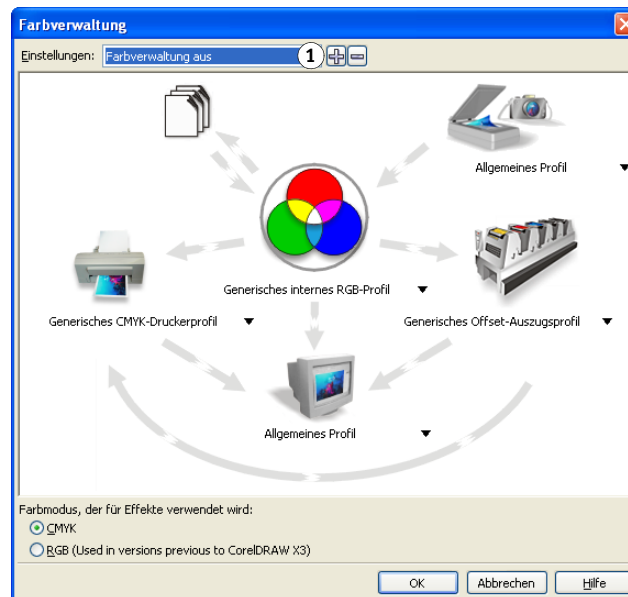 Farbverwaltung
Einstellungen: Farbverwaltung aus 1
Allgemeines Profil
Generisches internes RGB-Profil
Generisches CMYK-Druckerprofil
Generisches Offset-Auszugsprofil
Allgemeines Profil
Farbmodus, der für Effekte verwendet wird:
CMYK
RGB (Used in versions previous to CorelDRAW X3)
OK Abbrechen Hilfe